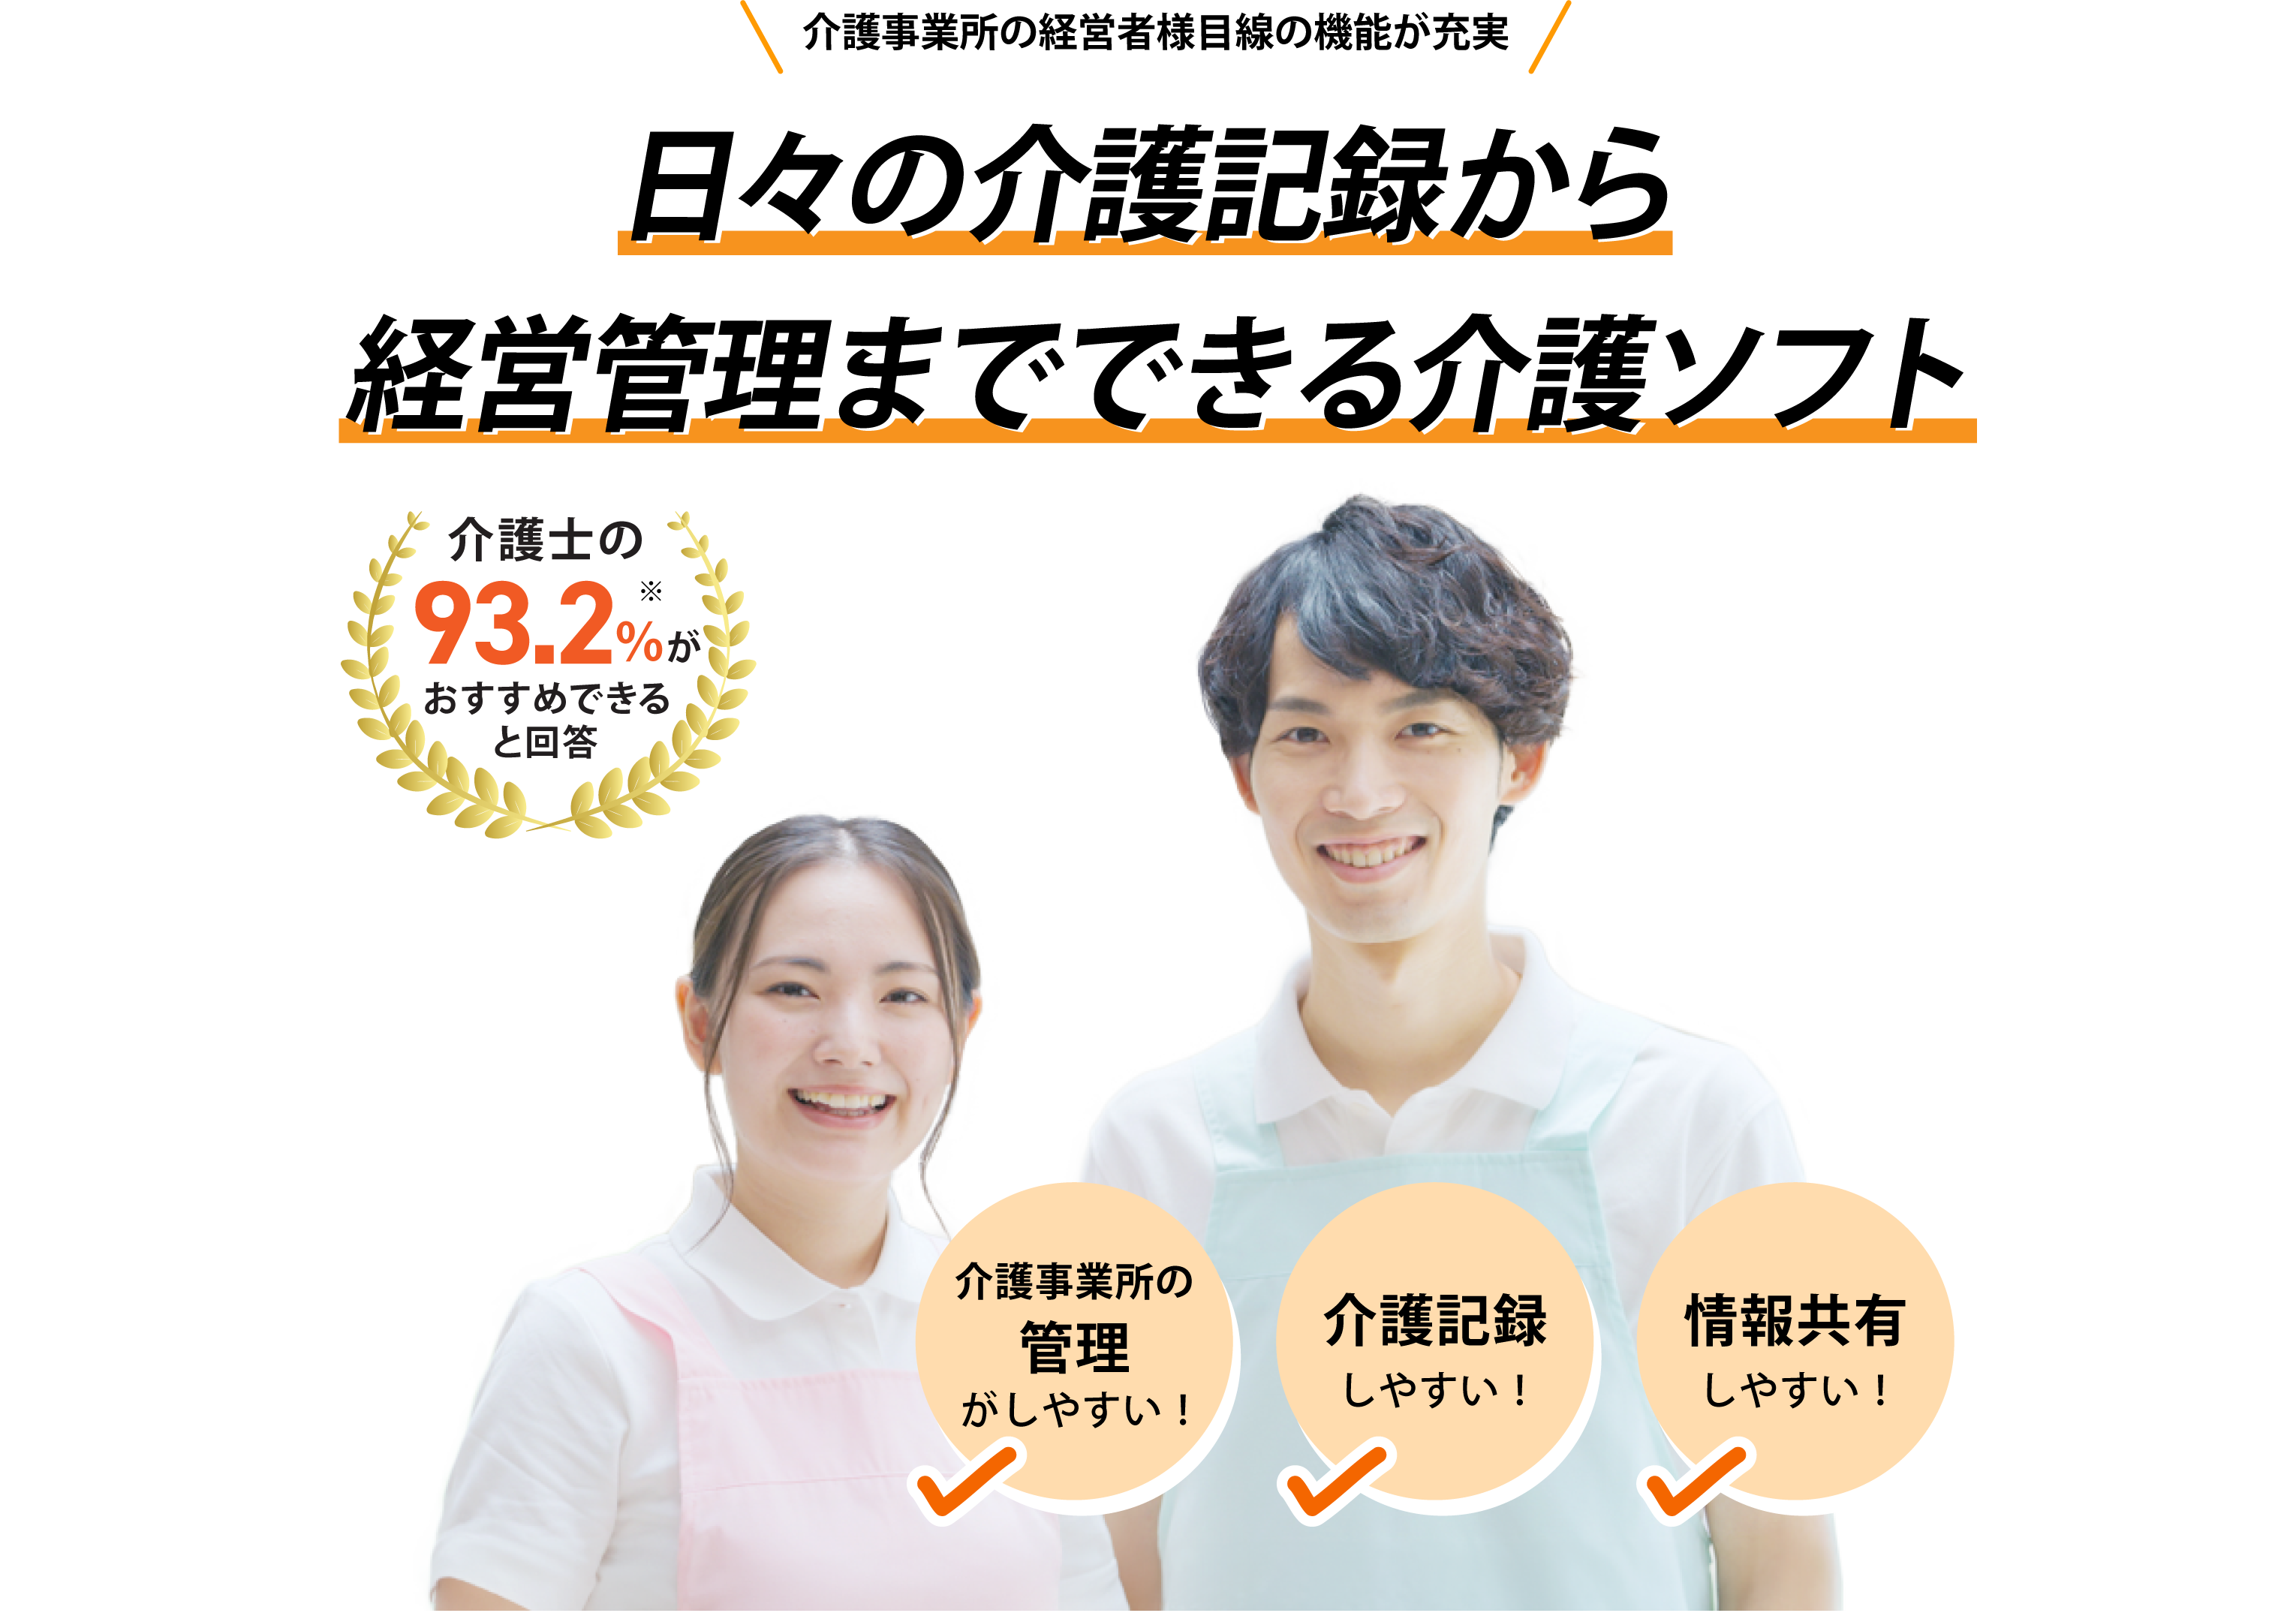 介護事業所の経営者様目線の機能が充実
日々の介護記録から
経営管理までできる介護ソフト
介護士の
93.2%※が
おすすめできる
と回答
介護事業所の
管理
がしやすい！
介護記録
しやすい！
情報共有
しやすい！